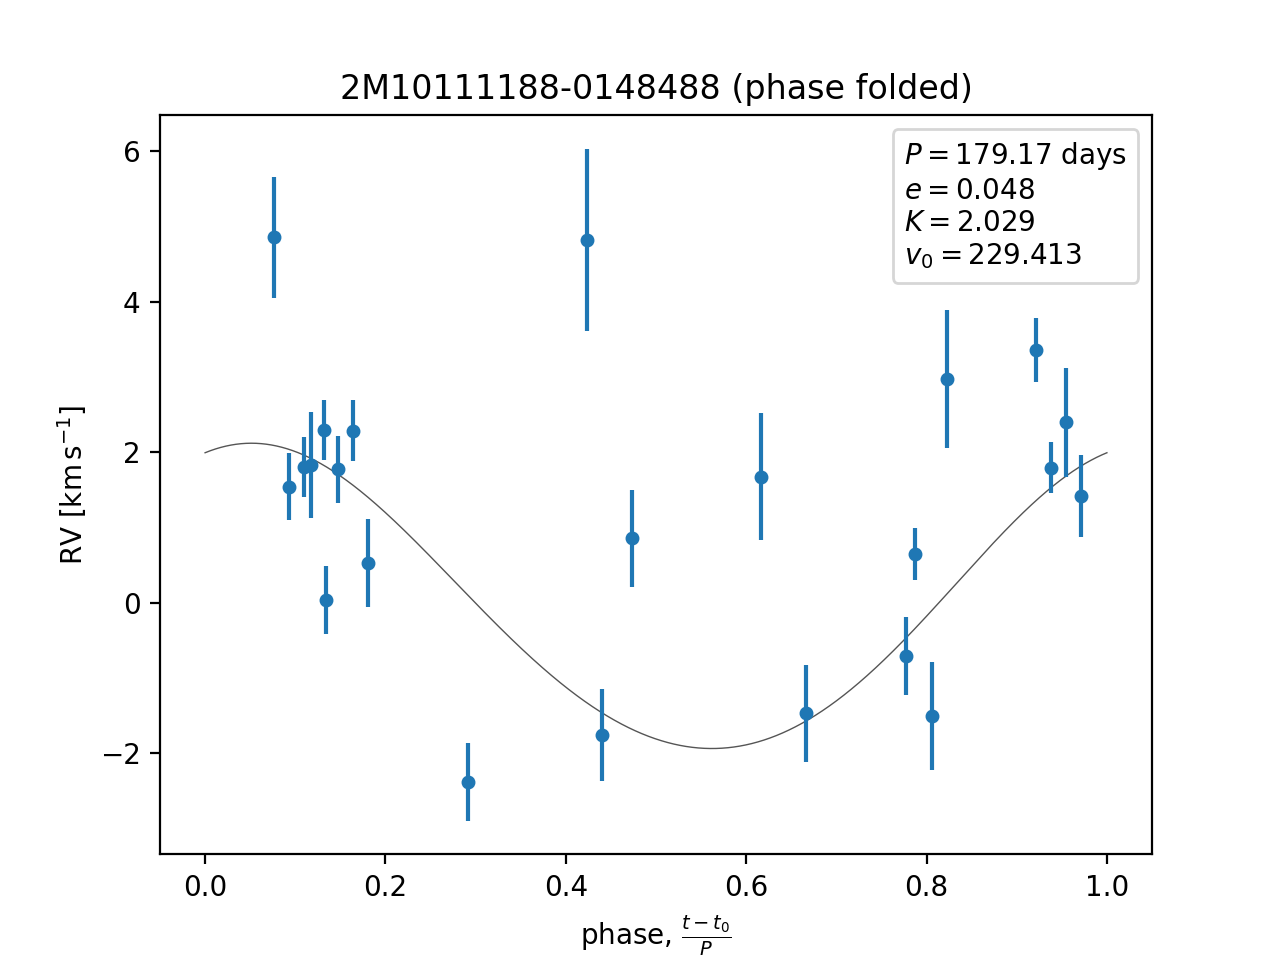 2M10111188-0148488 (phase folded)
P = 179.17 days
e = 0.048
K = 2.029
v₀ = 229.413
6
4
2
0
−2
RV [km s⁻¹]
0.0 0.2 0.4 0.6 0.8 1.0
phase, (t − t₀)/P